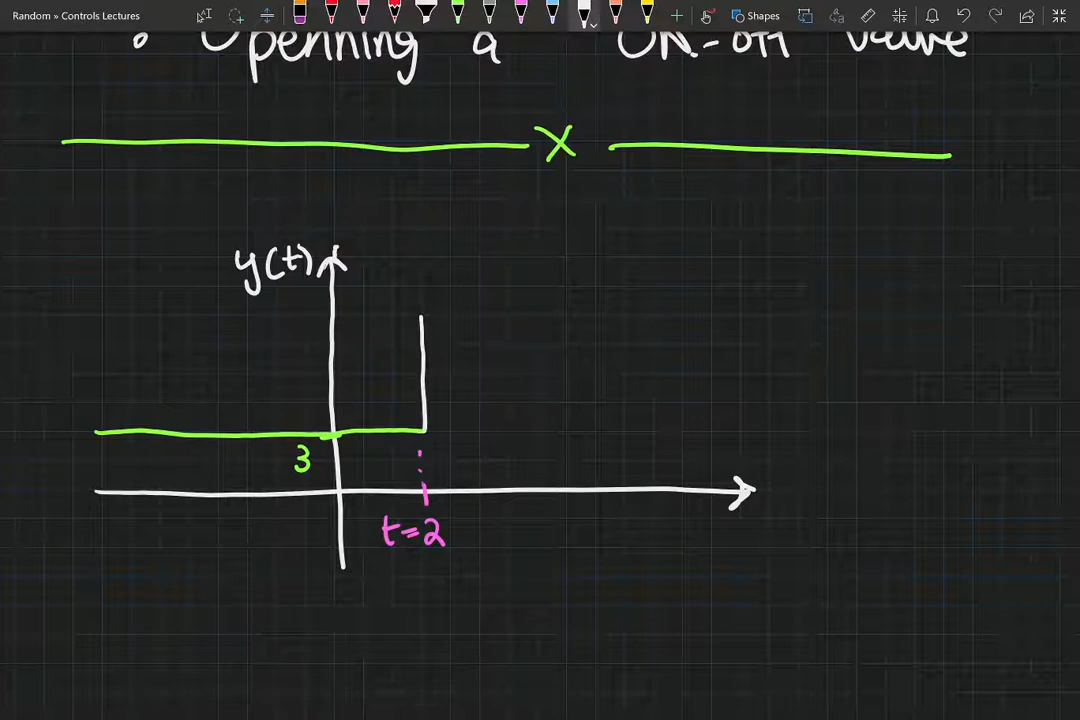 Random » Controls Lectures
Shapes
Openning a ON-off valve
X
y(t)
3
t=2